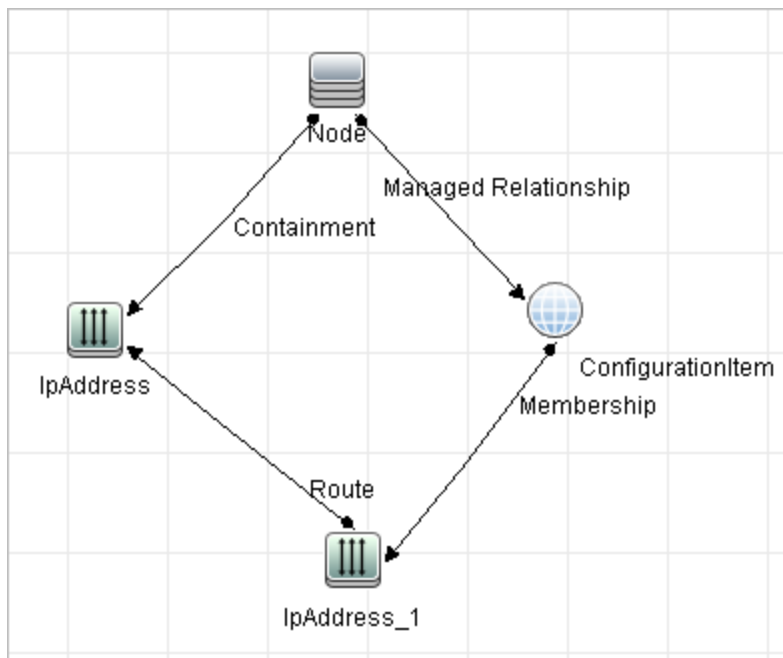 Node
Managed Relationship
Containment
ConfigurationItem
IpAddress
Membership
Route
IpAddress_1